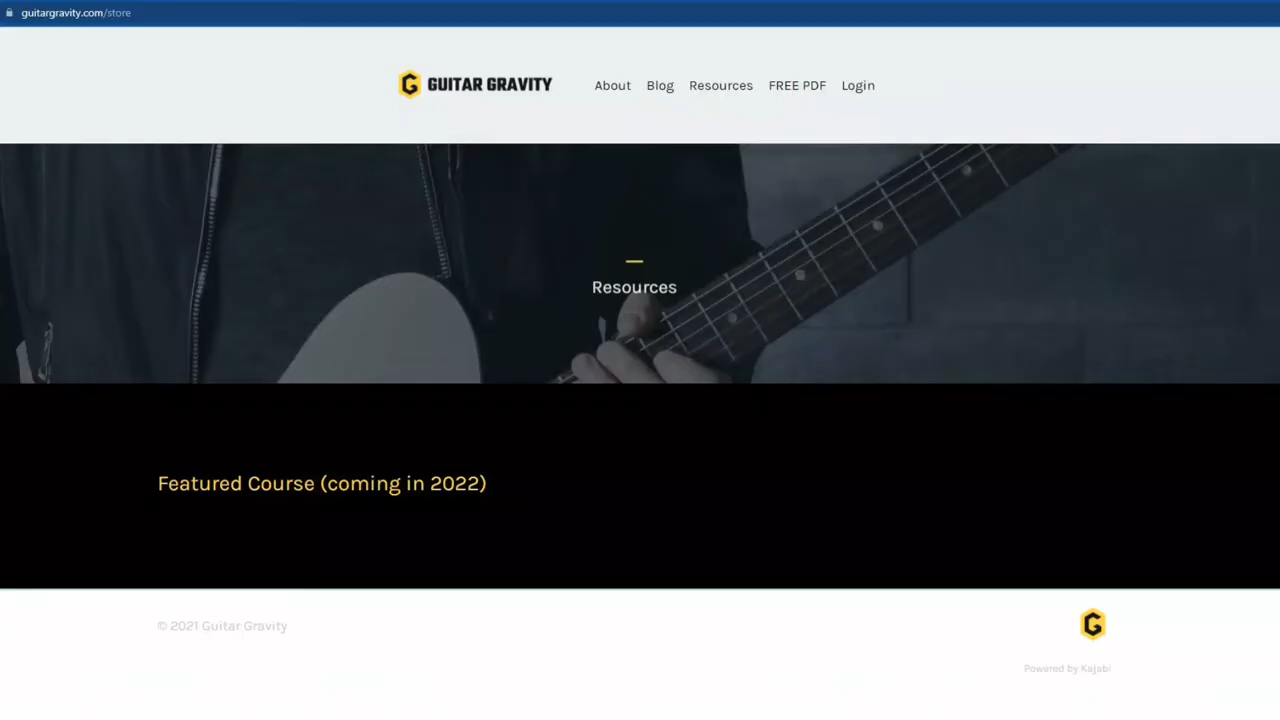 guitargravity.com/store
GUITAR GRAVITY
About Blog Resources FREE PDF Login
Resources
Featured Course (coming in 2022)
© 2021 Guitar Gravity
Powered by Kajabi